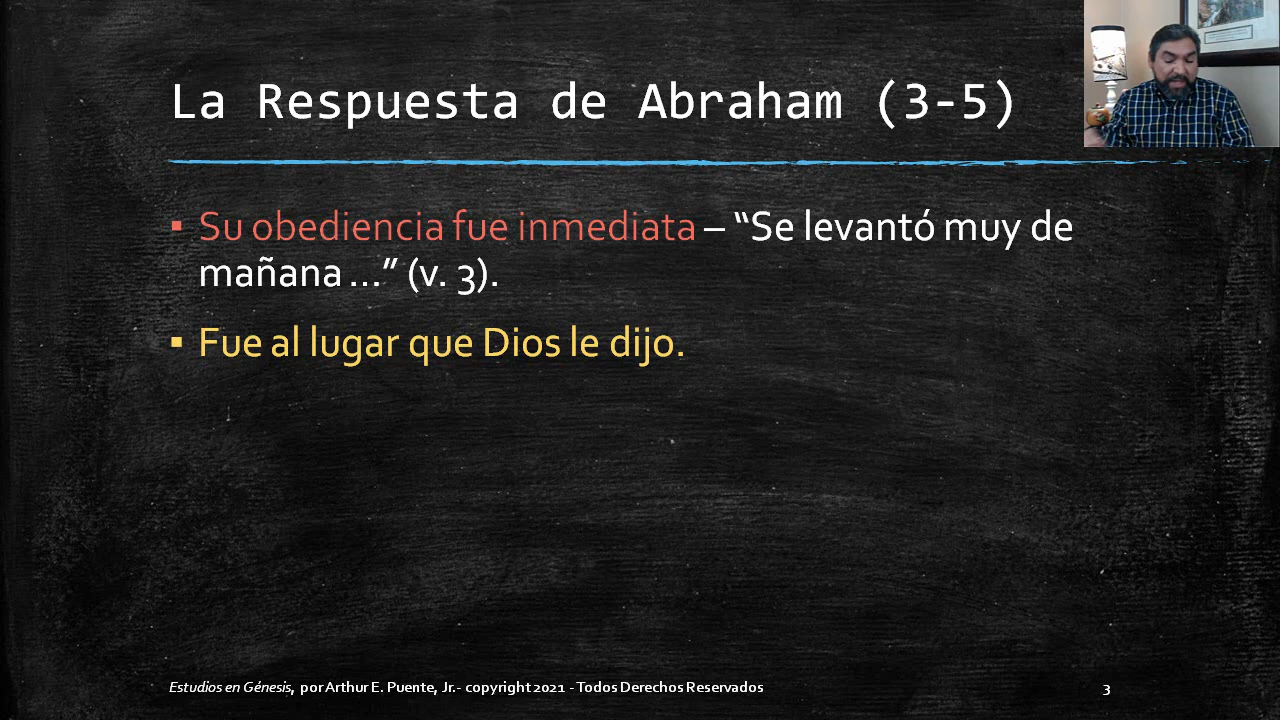 La Respuesta de Abraham (3-5)
▪ Su obediencia fue inmediata – “Se levantó muy de
mañana …” (v. 3).
▪ Fue al lugar que Dios le dijo.
Estudios en Génesis, por Arthur E. Puente, Jr.- copyright 2021 - Todos Derechos Reservados
3